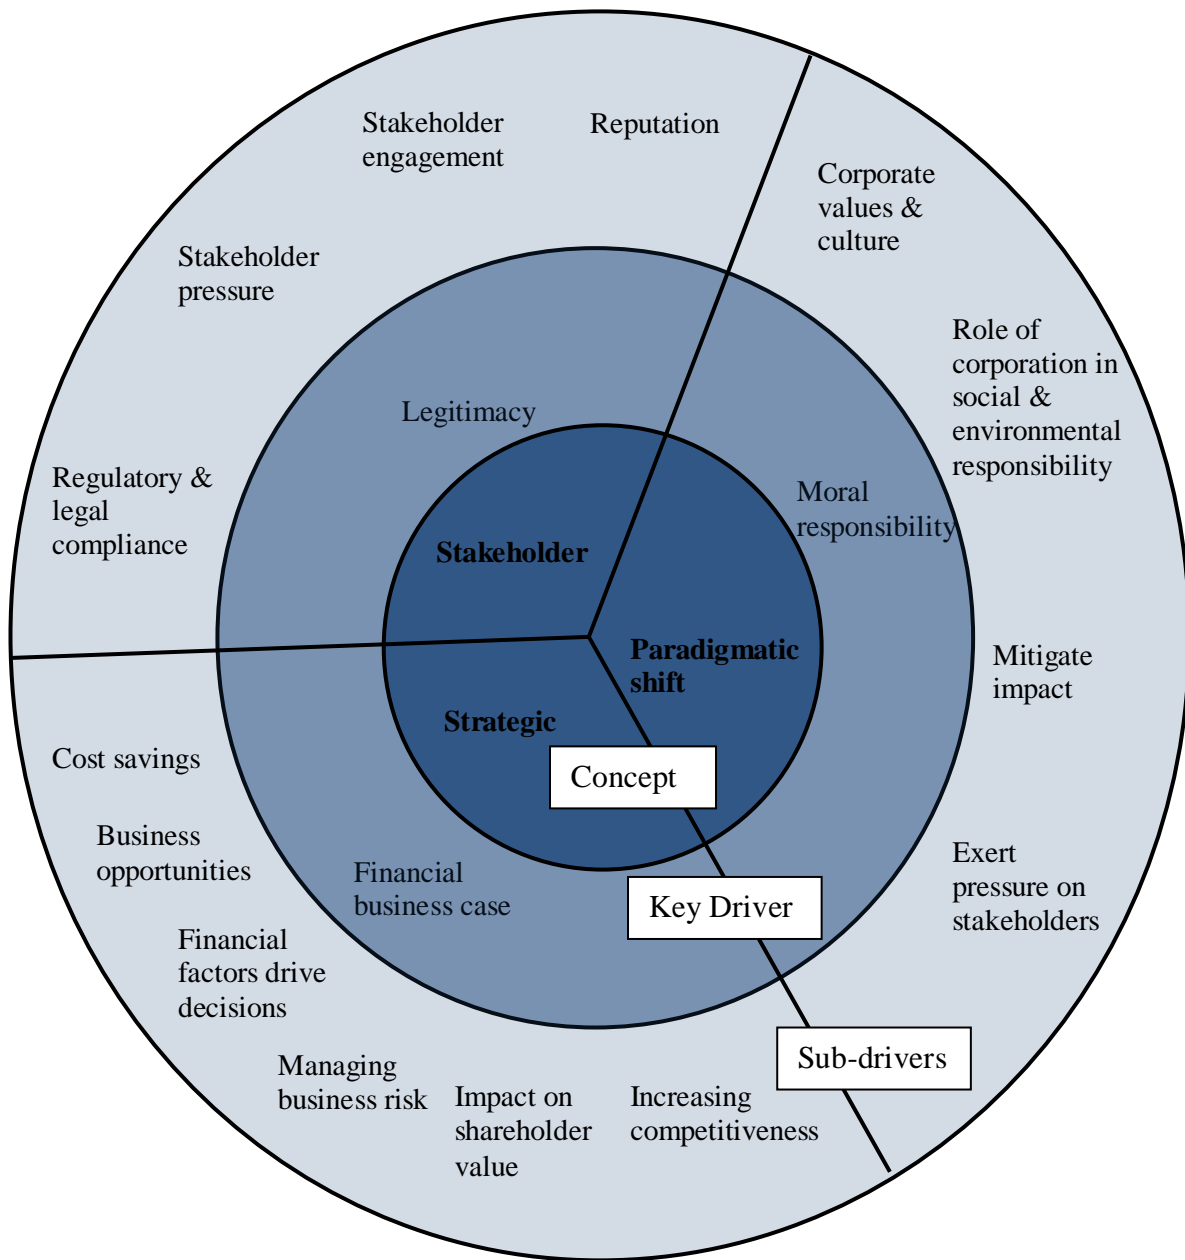 Stakeholder
engagement
Reputation
Corporate
values &
culture
Stakeholder
pressure
Role of
corporation in
social &
environmental
responsibility
Legitimacy
Regulatory &
legal
compliance
Moral
responsibility
Stakeholder
Paradigmatic
shift
Mitigate
impact
Strategic
Cost savings
Concept
Business
opportunities
Financial
business case
Key Driver
Exert
pressure on
stakeholders
Financial
factors drive
decisions
Sub-drivers
Managing
business risk
Impact on
shareholder
value
Increasing
competitiveness